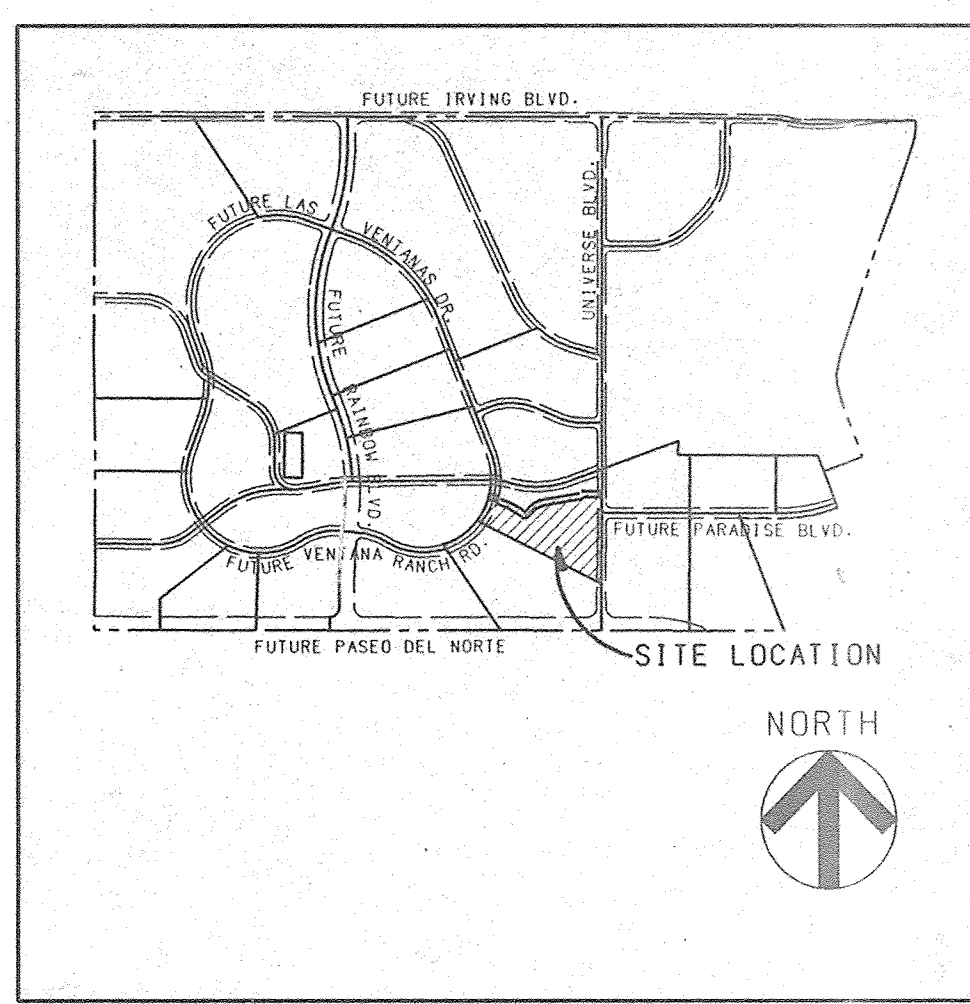 FUTURE IRVING BLVD.
UNIVERSE BLVD.
FUTURE LAS VENTANAS DR.
FUTURE RAINBOW BLVD.
FUTURE PARADISE BLVD.
FUTURE VENTANA RANCH RD.
FUTURE PASEO DEL NORTE
SITE LOCATION
NORTH